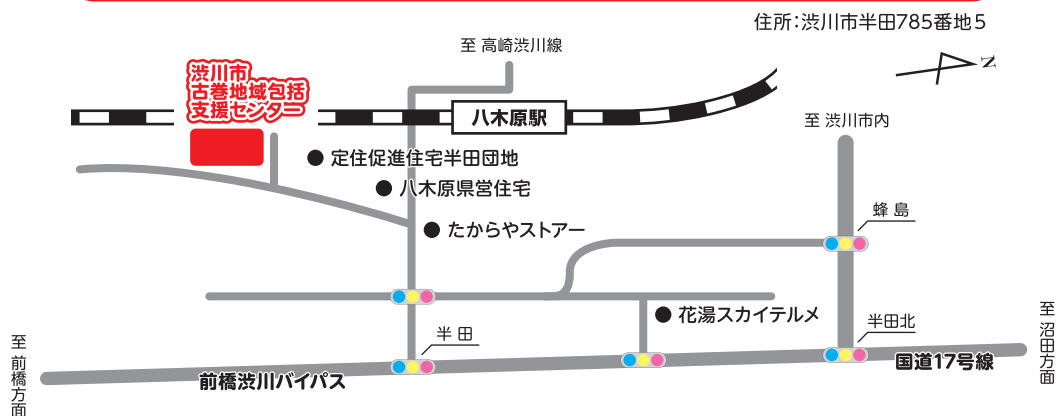 住所:渋川市半田785番地5
至 高崎渋川線
N
渋川市
古巻地域包括
支援センター
八木原駅
至 渋川市内
定住促進住宅半田団地
八木原県営住宅
蜂 島
たからやストアー
花湯スカイテルメ
半田北
半 田
至 沼田方面
至 前橋方面
国道17号線
前橋渋川バイパス